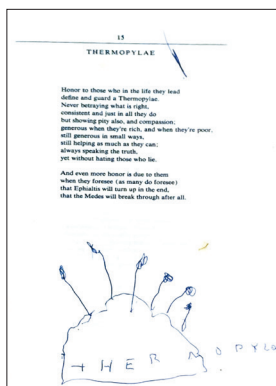 15
THERMOPYLAE
Honor to those who in the life they lead
define and guard a Thermopylae.
Never betraying what is right,
consistent and just in all they do
but showing pity also, and compassion;
generous when they're rich, and when they're poor,
still generous in small ways,
still helping as much as they can;
always speaking the truth,
yet without hating those who lie.
And even more honor is due to them
when they foresee (as many do foresee)
that Ephialtis will turn up in the end,
that the Medes will break through after all.
THERMOPYLA